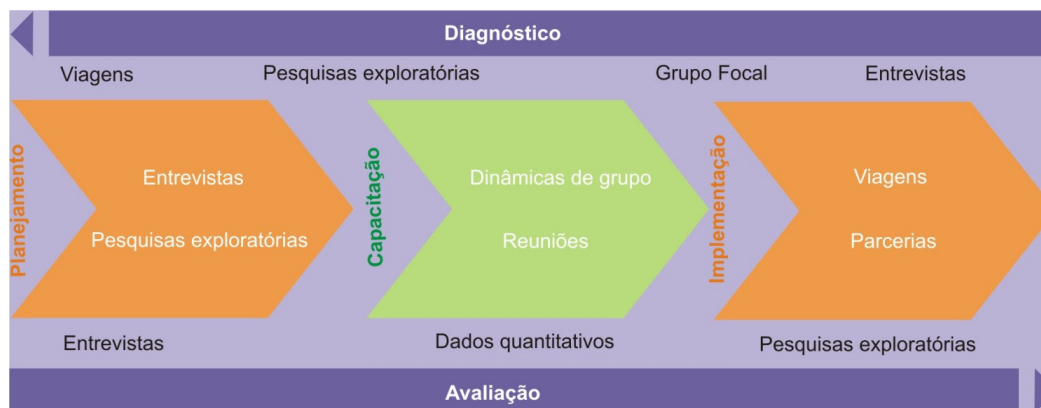 Diagnóstico
Viagens
Pesquisas exploratórias
Grupo Focal
Entrevistas
Planejamento
Entrevistas
Pesquisas exploratórias
Capacitação
Dinâmicas de grupo
Reuniões
Implementação
Viagens
Parcerias
Entrevistas
Dados quantitativos
Pesquisas exploratórias
Avaliação